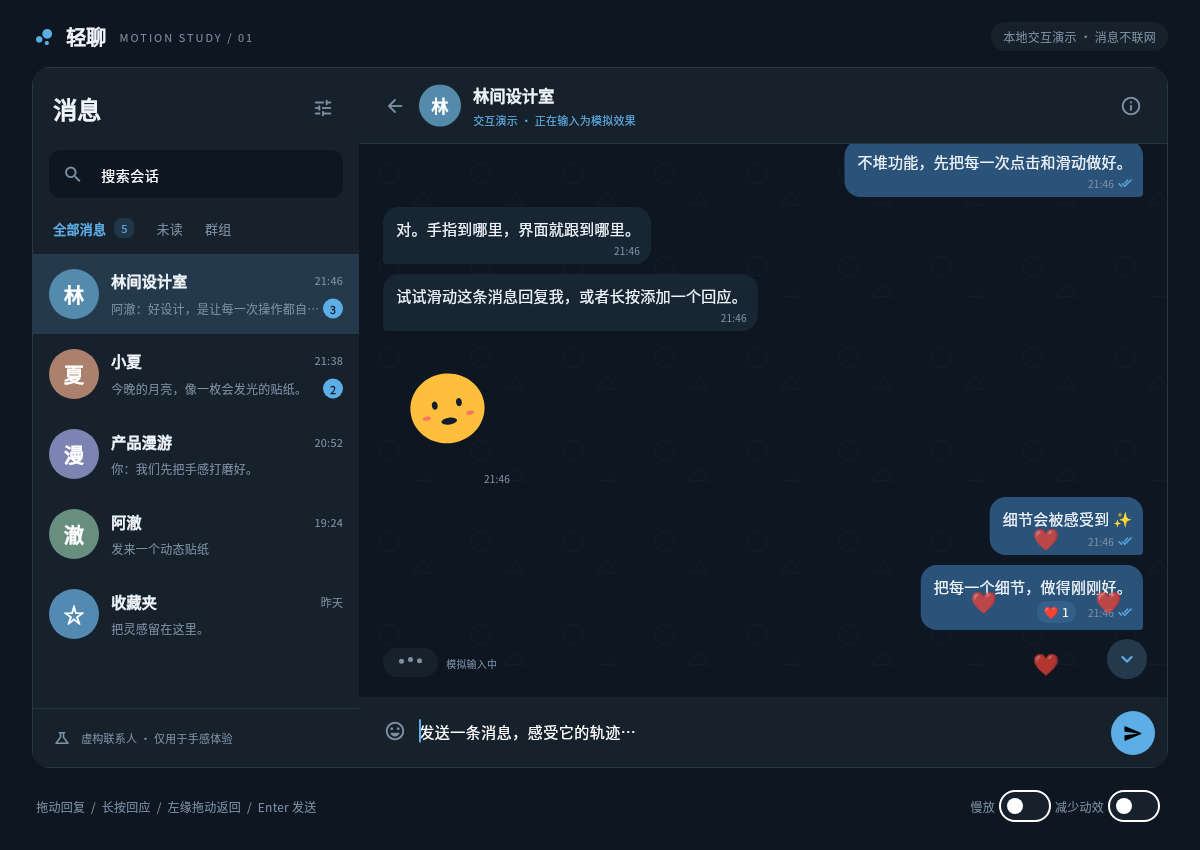 轻聊 MOTION STUDY / 01
本地交互演示 · 消息不联网
消息
搜索会话
全部消息 5 未读 群组
林 林间设计室 21:46
阿澈：好设计，是让每一次操作都自… 3
夏 小夏 21:38
今晚的月亮，像一枚会发光的贴纸。 2
漫 产品漫游 20:52
你：我们先把手感打磨好。
澈 阿澈 19:24
发来一个动态贴纸
☆ 收藏夹 昨天
把灵感留在这里。
虚构联系人 · 仅用于手感体验
林 林间设计室
交互演示 · 正在输入为模拟效果
不堆功能，先把每一次点击和滑动做好。
21:46
对。手指到哪里，界面就跟到哪里。
21:46
试试滑动这条消息回复我，或者长按添加一个回应。
21:46
21:46
细节会被感受到 ✨
21:46
把每一个细节，做得刚刚好。
❤️ 1 21:46
模拟输入中
发送一条消息，感受它的轨迹…
拖动回复 / 长按回应 / 左缘拖动返回 / Enter 发送
慢放 减少动效